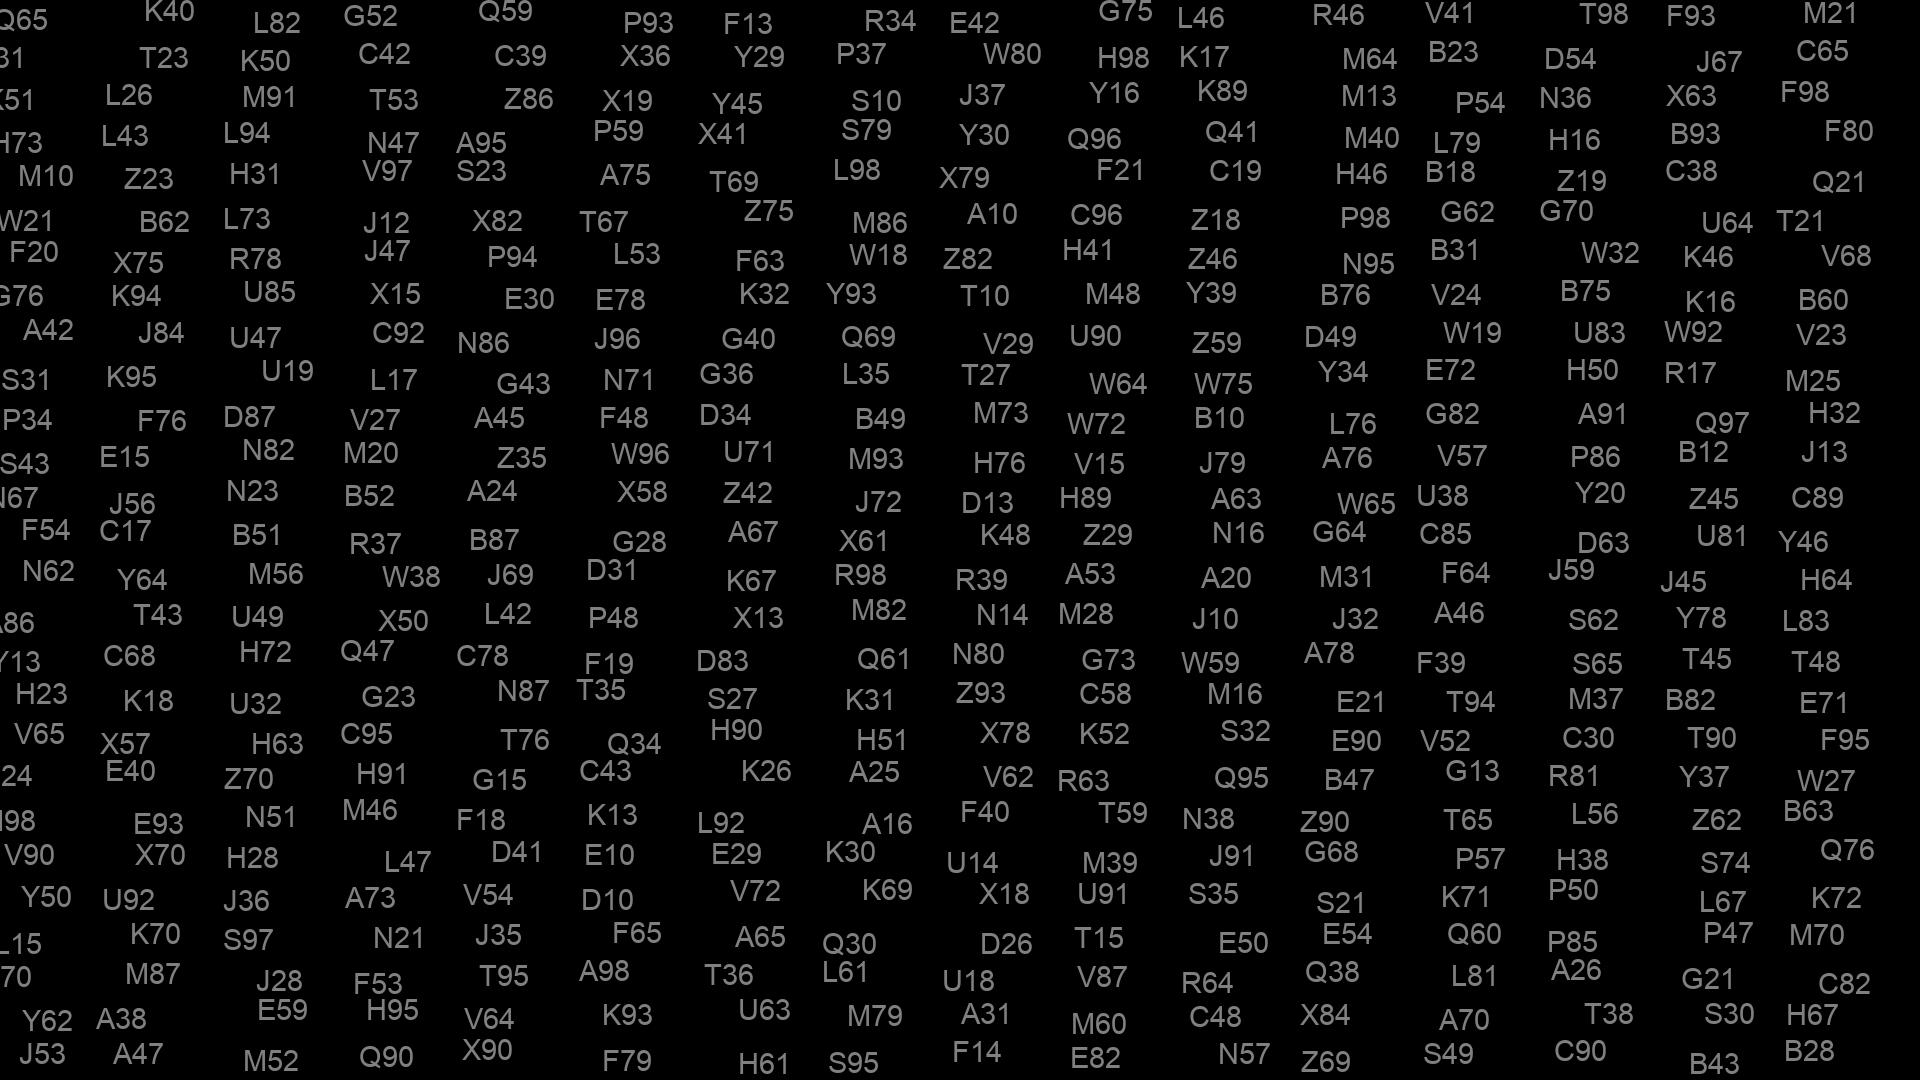 Q65 K40 L82 G52 Q59 P93 F13 R34 E42 G75 L46 R46 V41 T98 F93 M21
31 T23 K50 C42 C39 X36 Y29 P37 W80 H98 K17 M64 B23 D54 J67 C65
K51 L26 M91 T53 Z86 X19 Y45 S10 J37 Y16 K89 M13 P54 N36 X63 F98
H73 L43 L94 N47 A95 P59 X41 S79 Y30 Q96 Q41 M40 L79 H16 B93 F80
M10 Z23 H31 V97 S23 A75 T69 L98 X79 F21 C19 H46 B18 Z19 C38 Q21
W21 B62 L73 J12 X82 T67 Z75 M86 A10 C96 Z18 P98 G62 G70 U64 T21
F20 X75 R78 J47 P94 L53 F63 W18 Z82 H41 Z46 N95 B31 W32 K46 V68
G76 K94 U85 X15 E30 E78 K32 Y93 T10 M48 Y39 B76 V24 B75 K16 B60
A42 J84 U47 C92 N86 J96 G40 Q69 V29 U90 Z59 D49 W19 U83 W92 V23
S31 K95 U19 L17 G43 N71 G36 L35 T27 W64 W75 Y34 E72 H50 R17 M25
P34 F76 D87 V27 A45 F48 D34 B49 M73 W72 B10 L76 G82 A91 Q97 H32
S43 E15 N82 M20 Z35 W96 U71 M93 H76 V15 J79 A76 V57 P86 B12 J13
N67 J56 N23 B52 A24 X58 Z42 J72 D13 H89 A63 W65 U38 Y20 Z45 C89
F54 C17 B51 R37 B87 G28 A67 X61 K48 Z29 N16 G64 C85 D63 U81 Y46
N62 Y64 M56 W38 J69 D31 K67 R98 R39 A53 A20 M31 F64 J59 J45 H64
A86 T43 U49 X50 L42 P48 X13 M82 N14 M28 J10 J32 A46 S62 Y78 L83
Y13 C68 H72 Q47 C78 F19 D83 Q61 N80 G73 W59 A78 F39 S65 T45 T48
H23 K18 U32 G23 N87 T35 S27 K31 Z93 C58 M16 E21 T94 M37 B82 E71
V65 X57 H63 C95 T76 Q34 H90 H51 X78 K52 S32 E90 V52 C30 T90 F95
24 E40 Z70 H91 G15 C43 K26 A25 V62 R63 Q95 B47 G13 R81 Y37 W27
98 E93 N51 M46 F18 K13 L92 A16 F40 T59 N38 Z90 T65 L56 Z62 B63
V90 X70 H28 L47 D41 E10 E29 K30 U14 M39 J91 G68 P57 H38 S74 Q76
Y50 U92 J36 A73 V54 D10 V72 K69 X18 U91 S35 S21 K71 P50 L67 K72
L15 K70 S97 N21 J35 F65 A65 Q30 D26 T15 E50 E54 Q60 P85 P47 M70
70 M87 J28 F53 T95 A98 T36 L61 U18 V87 R64 Q38 L81 A26 G21 C82
Y62 A38 E59 H95 V64 K93 U63 M79 A31 M60 C48 X84 A70 T38 S30 H67
J53 A47 M52 Q90 X90 F79 H61 S95 F14 E82 N57 Z69 S49 C90 B43 B28